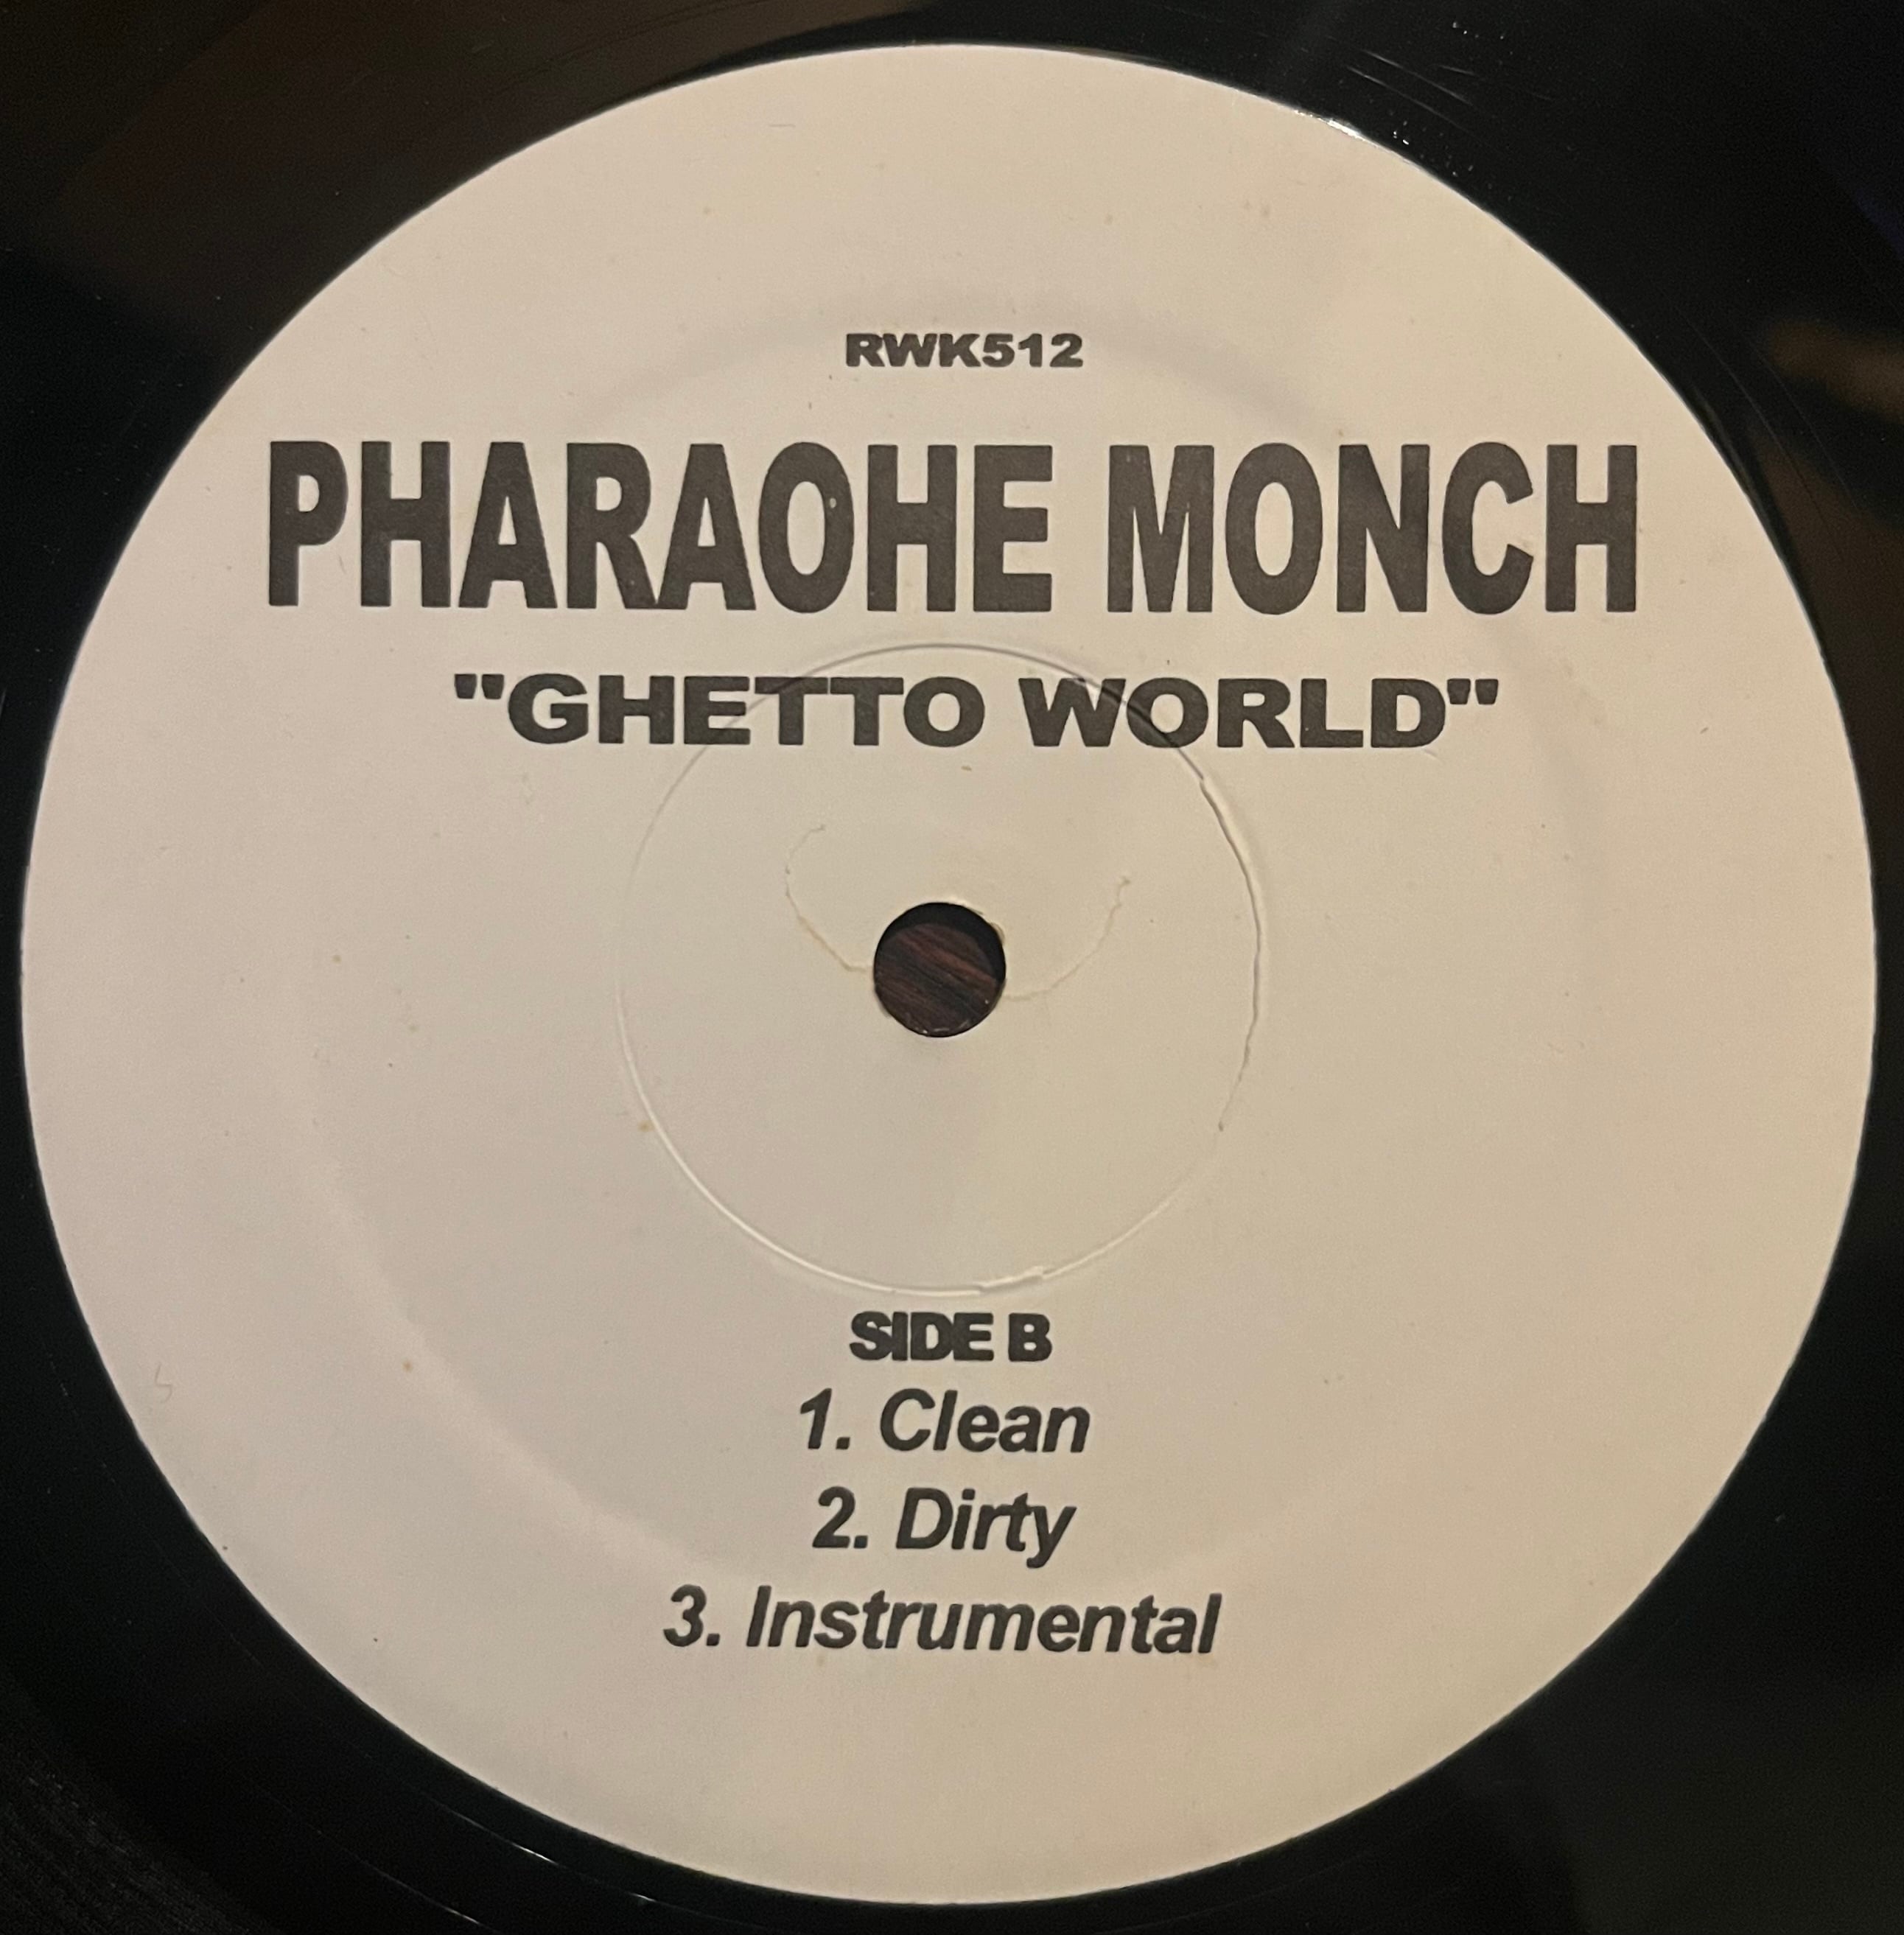 RWK512
PHARAOHE MONCH
"GHETTO WORLD"
SIDE B
1. Clean
2. Dirty
3. Instrumental